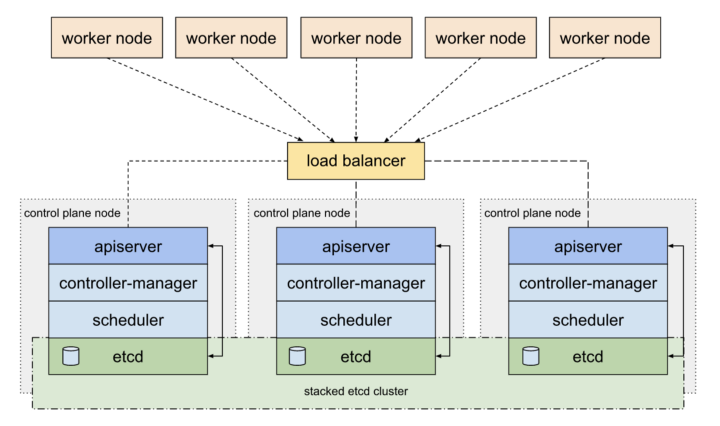 worker node
worker node
worker node
worker node
worker node
load balancer
control plane node
apiserver
controller-manager
scheduler
etcd
control plane node
apiserver
controller-manager
scheduler
etcd
control plane node
apiserver
controller-manager
scheduler
etcd
stacked etcd cluster